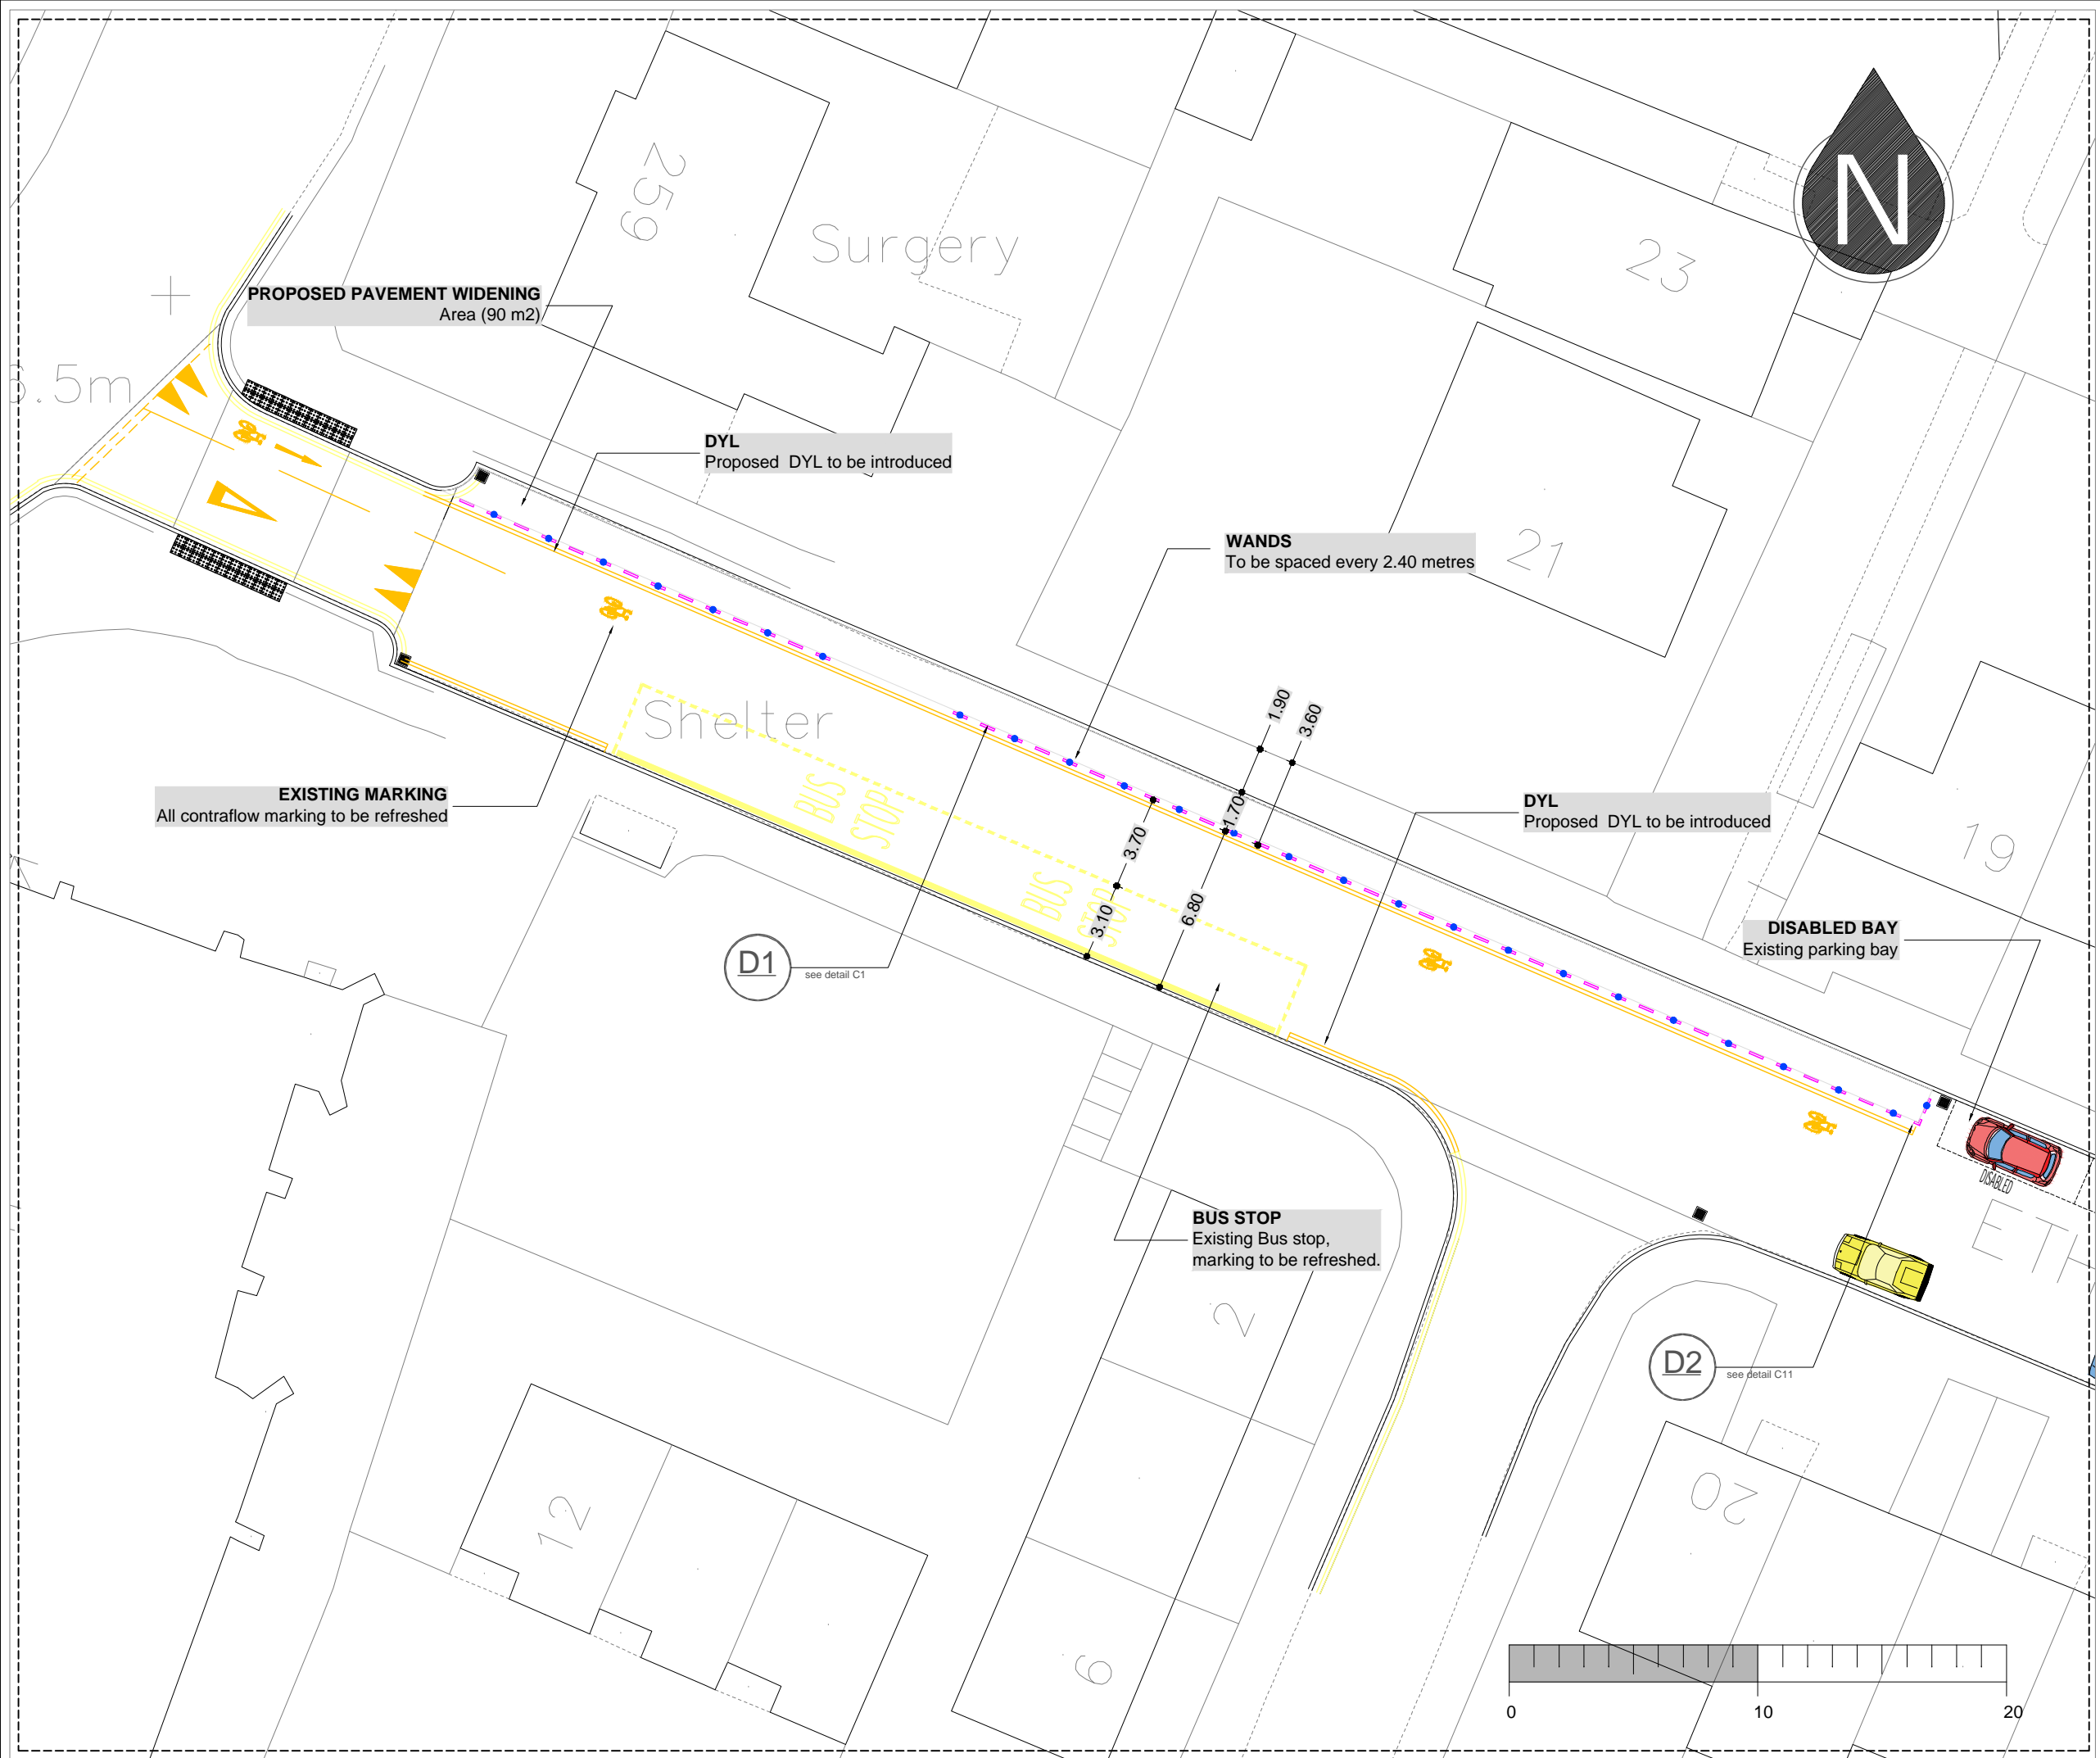 N
259
Surgery
23
PROPOSED PAVEMENT WIDENING
Area (90 m2)
.5m
DYL
Proposed DYL to be introduced
WANDS
To be spaced every 2.40 metres
21
Shelter
1.90
3.60
EXISTING MARKING
All contraflow marking to be refreshed
BUS
STOP
1.70
3.70
DYL
Proposed DYL to be introduced
19
BUS
STOP
3.10
6.80
DISABLED BAY
Existing parking bay
D1
see detail C1
DISABLED
BUS STOP
Existing Bus stop,
marking to be refreshed.
ET
2
D2
see detail C11
20
12
6
0
10
20